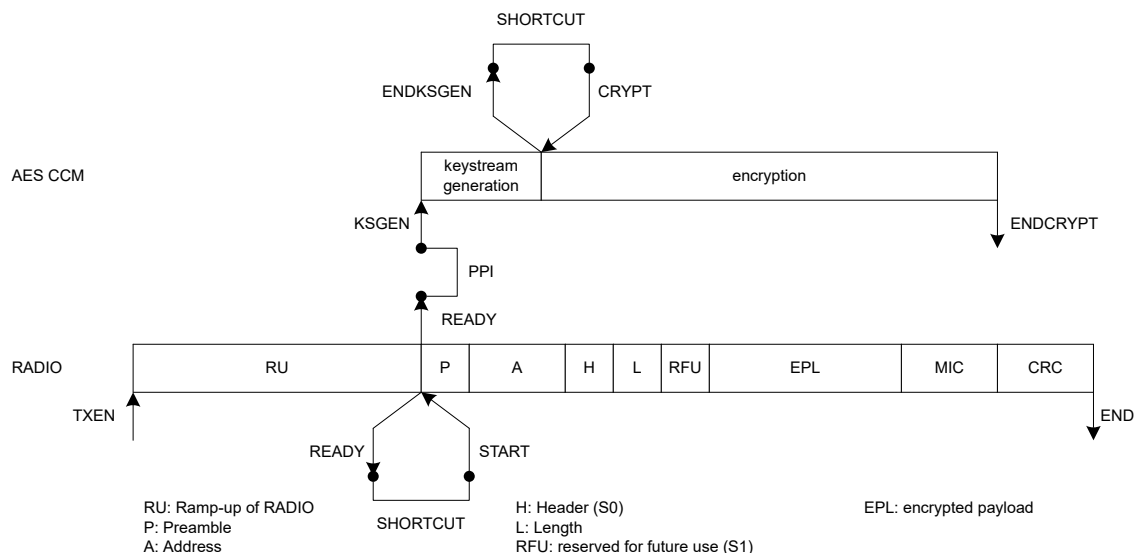 SHORTCUT
ENDKSGEN
CRYPT
AES CCM
keystream
generation
encryption
KSGEN
ENDCRYPT
PPI
READY
RADIO
RU
P
A
H
L
RFU
EPL
MIC
CRC
TXEN
END
READY
START
SHORTCUT
RU: Ramp-up of RADIO
P: Preamble
A: Address
H: Header (S0)
L: Length
RFU: reserved for future use (S1)
EPL: encrypted payload